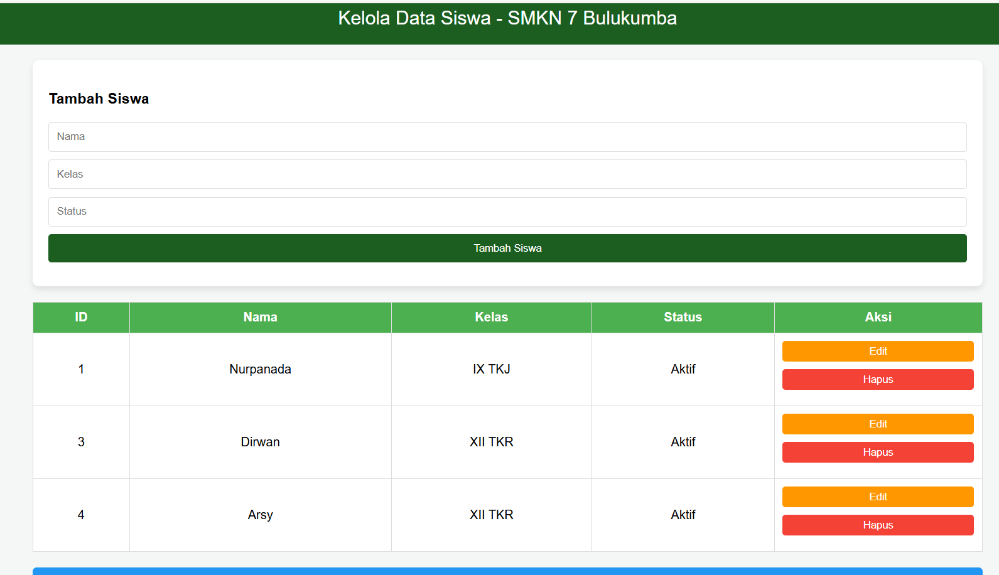 Kelola Data Siswa - SMKN 7 Bulukumba
Tambah Siswa
Nama
Kelas
Status
Tambah Siswa
ID Nama Kelas Status Aksi
1 Nurpanada IX TKJ Aktif Edit
Hapus
3 Dirwan XII TKR Aktif Edit
Hapus
4 Arsy XII TKR Aktif Edit
Hapus